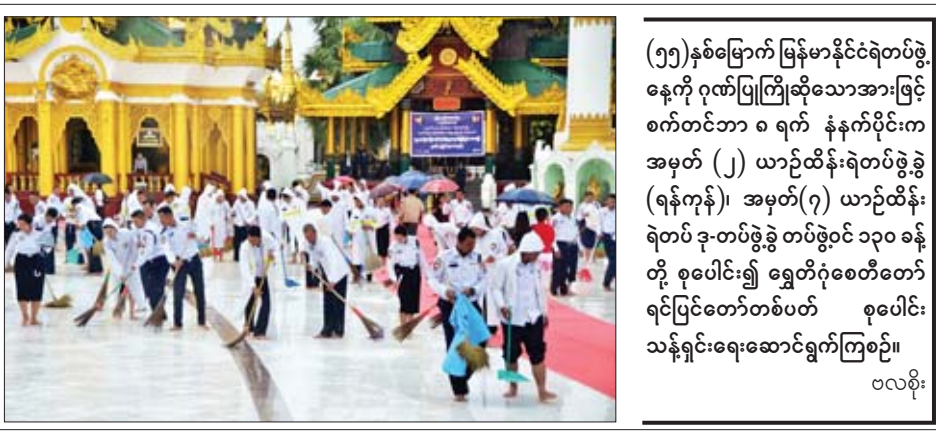 (၅၅)နှစ်မြောက် မြန်မာနိုင်ငံရဲတပ်ဖွဲ့
နေ့ကို ဂုဏ်ပြုကြိုဆိုသောအားဖြင့်
စက်တင်ဘာ ၈ ရက် နံနက်ပိုင်းက
အမှတ် (၂) ယာဉ်ထိန်းရဲတပ်ဖွဲ့ခွဲ
(ရန်ကုန်)၊ အမှတ်(၇) ယာဉ်ထိန်း
ရဲတပ် ဒု-တပ်ဖွဲ့ခွဲ တပ်ဖွဲ့ဝင် ၁၃၀ ခန့်
တို့ စုပေါင်း၍ ရွှေတိဂုံစေတီတော်
ရင်ပြင်တော်တစ်ပတ် စုပေါင်း
သန့်ရှင်းရေးဆောင်ရွက်ကြစဉ်။
ဗလစိုး